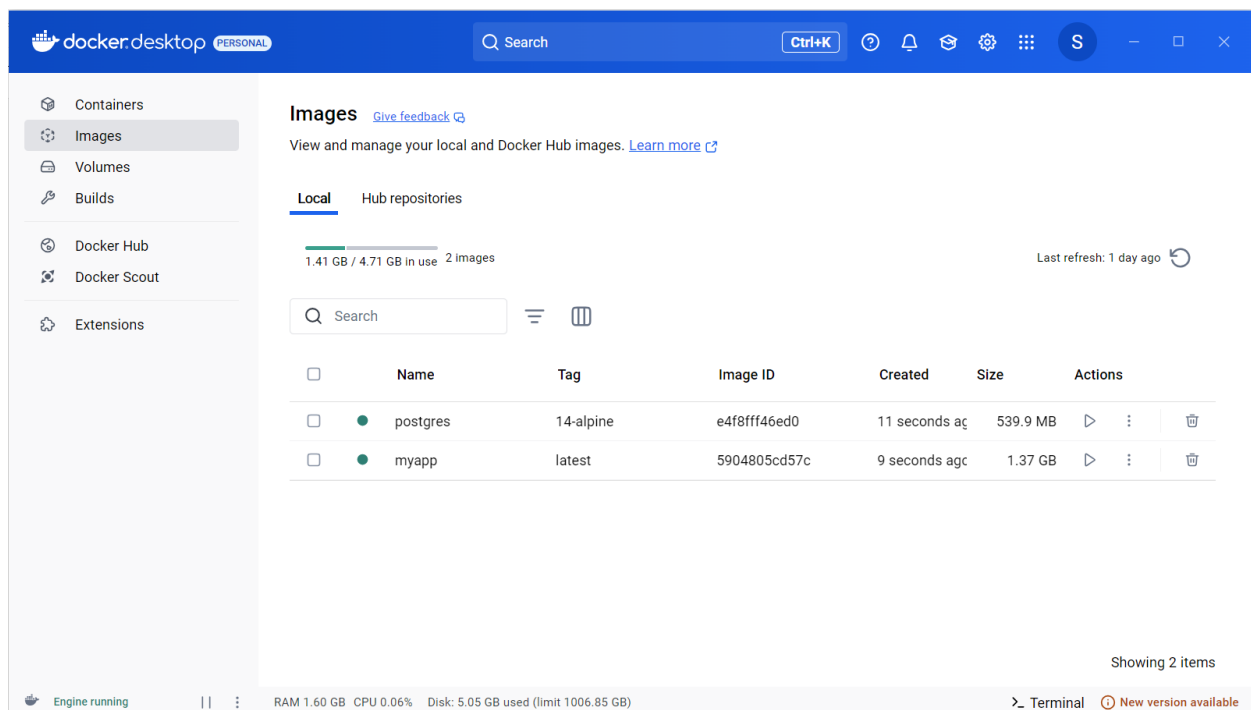 docker.desktop PERSONAL Search Ctrl+K S
Containers
Images
Volumes
Builds
Docker Hub
Docker Scout
Extensions
Images Give feedback
View and manage your local and Docker Hub images. Learn more
Local Hub repositories
1.41 GB / 4.71 GB in use 2 images Last refresh: 1 day ago
Search
Name Tag Image ID Created Size Actions
postgres 14-alpine e4f8fff46ed0 11 seconds ag 539.9 MB
myapp latest 5904805cd57c 9 seconds ago 1.37 GB
Showing 2 items
Engine running RAM 1.60 GB CPU 0.06% Disk: 5.05 GB used (limit 1006.85 GB) Terminal New version available